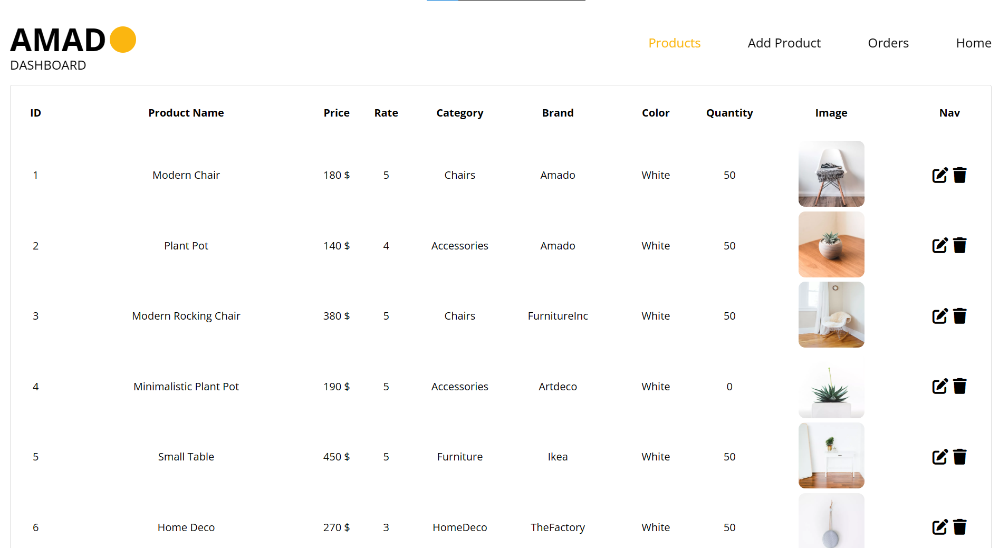 AMAD
DASHBOARD
Products Add Product Orders Home
ID Product Name Price Rate Category Brand Color Quantity Image Nav
1 Modern Chair 180 $ 5 Chairs Amado White 50
2 Plant Pot 140 $ 4 Accessories Amado White 50
3 Modern Rocking Chair 380 $ 5 Chairs FurnitureInc White 50
4 Minimalistic Plant Pot 190 $ 5 Accessories Artdeco White 0
5 Small Table 450 $ 5 Furniture Ikea White 50
6 Home Deco 270 $ 3 HomeDeco TheFactory White 50